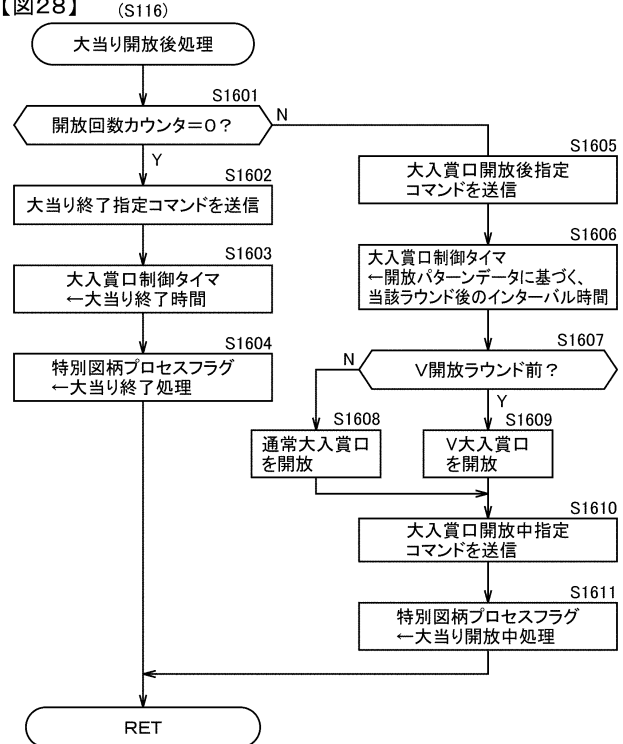 【図28】
(S116)
大当り開放後処理
S1601
開放回数カウンタ=0?
N
Y
S1602
大当り終了指定コマンドを送信
S1603
大入賞口制御タイマ
←大当り終了時間
S1604
特別図柄プロセスフラグ
←大当り終了処理
S1605
大入賞口開放後指定
コマンドを送信
S1606
大入賞口制御タイマ
←開放パターンデータに基づく、
当該ラウンド後のインターバル時間
S1607
V開放ラウンド前?
N
Y
S1608
通常大入賞口
を開放
S1609
V大入賞口
を開放
S1610
大入賞口開放中指定
コマンドを送信
S1611
特別図柄プロセスフラグ
←大当り開放中処理
RET